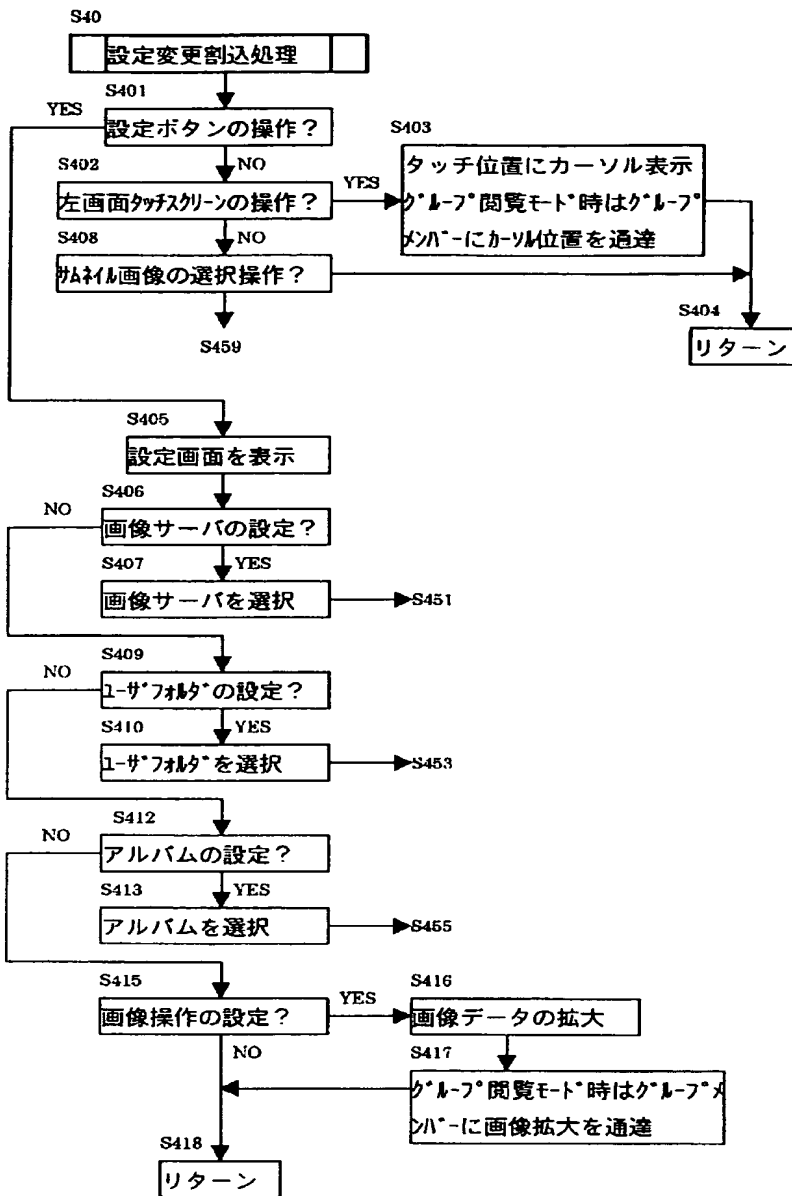 S40
設定変更割込処理
S401
YES
設定ボタンの操作？
NO
S402
左画面タッチスクリーンの操作？
YES
S403
タッチ位置にカーソル表示
グループ閲覧モード時はグループ
メンバーにカーソル位置を通達
NO
S408
サムネイル画像の選択操作？
S459
S404
リターン
S405
設定画面を表示
S406
NO
画像サーバの設定？
YES
S407
画像サーバを選択
S451
S409
NO
ユーザフォルダの設定？
YES
S410
ユーザフォルダを選択
S453
S412
NO
アルバムの設定？
YES
S413
アルバムを選択
S455
S415
画像操作の設定？
YES
S416
画像データの拡大
NO
S417
グループ閲覧モード時はグループメ
ンバーに画像拡大を通達
S418
リターン